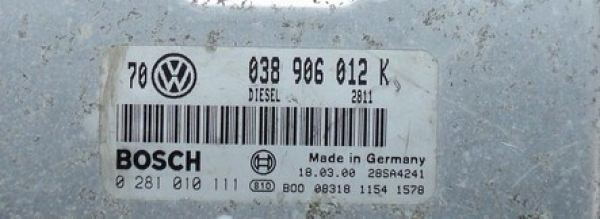 70 VW 038 906 012 K
DIESEL 2811
BOSCH Made in Germany
18.03.00 28SA4241
0 281 010 111 810 B00 08318 1154 1578